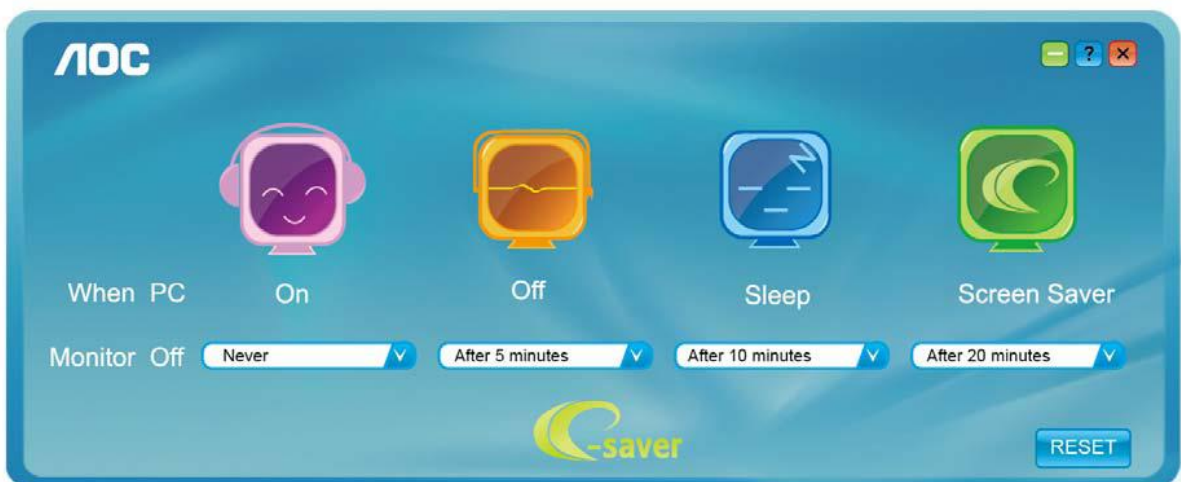 AOC
?
When PC On Off Sleep Screen Saver
Monitor Off Never After 5 minutes After 10 minutes After 20 minutes
e-saver
RESET